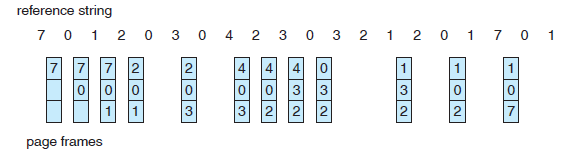 reference string
7 0 1 2 0 3 0 4 2 3 0 3 2 1 2 0 1 7 0 1
7 7 7 2 2 4 4 4 0 1 1 1
0 0 0 0 0 0 3 3 3 0 0
1 1 3 3 2 2 2 2 2 7
page frames